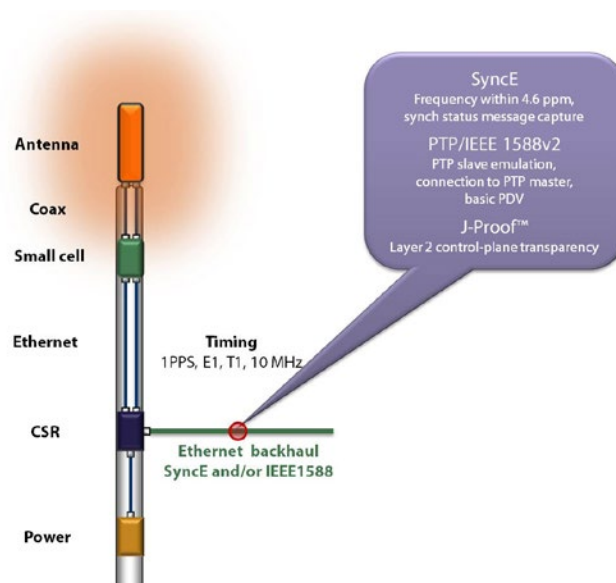 SyncE
Frequency within 4.6 ppm,
synch status message capture
PTP/IEEE 1588v2
PTP slave emulation,
connection to PTP master,
basic PDV
J-Proof™
Layer 2 control-plane transparency
Antenna
Coax
Small cell
Ethernet
Timing
1PPS, E1, T1, 10 MHz
CSR
Ethernet backhaul
SyncE and/or IEEE1588
Power